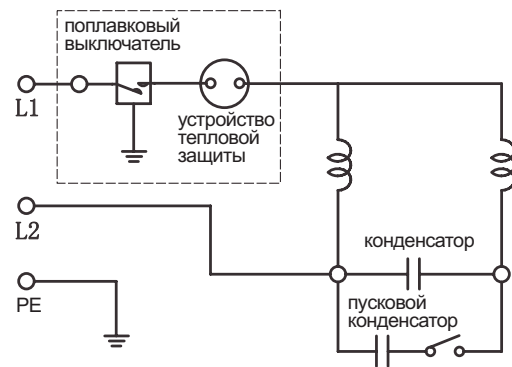 поплавковый
выключатель
L1
устройство
тепловой
защиты
L2
конденсатор
PE
пусковой
конденсатор